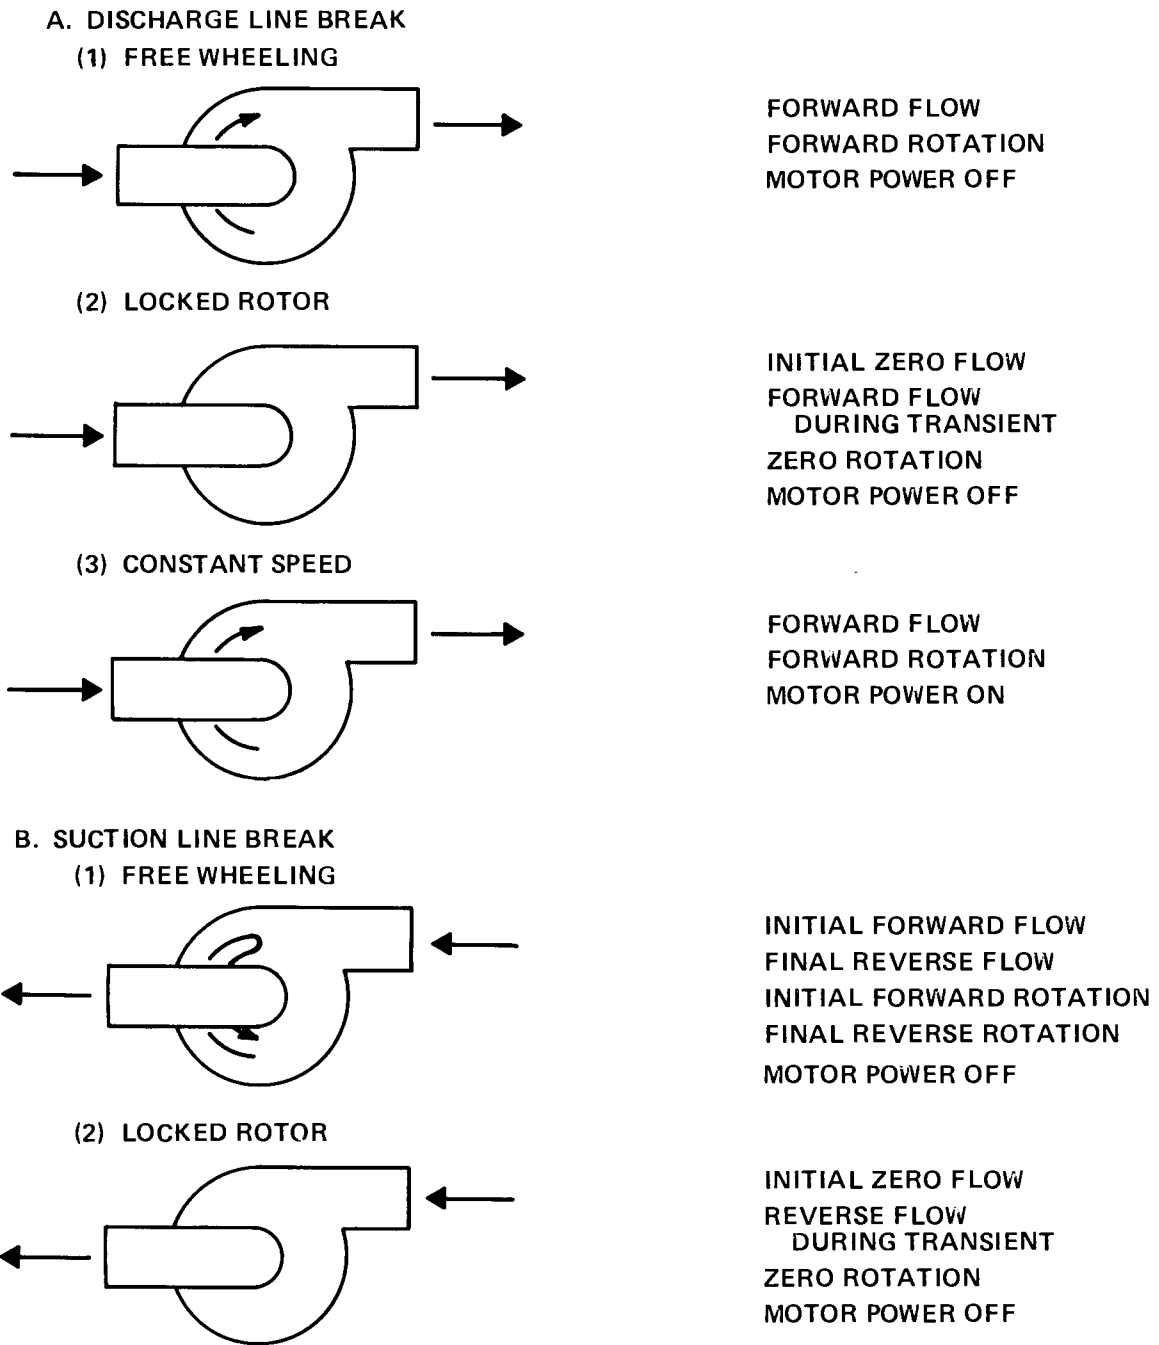 A. DISCHARGE LINE BREAK
(1) FREE WHEELING
FORWARD FLOW
FORWARD ROTATION
MOTOR POWER OFF
(2) LOCKED ROTOR
INITIAL ZERO FLOW
FORWARD FLOW
DURING TRANSIENT
ZERO ROTATION
MOTOR POWER OFF
(3) CONSTANT SPEED
FORWARD FLOW
FORWARD ROTATION
MOTOR POWER ON
B. SUCTION LINE BREAK
(1) FREE WHEELING
INITIAL FORWARD FLOW
FINAL REVERSE FLOW
INITIAL FORWARD ROTATION
FINAL REVERSE ROTATION
MOTOR POWER OFF
(2) LOCKED ROTOR
INITIAL ZERO FLOW
REVERSE FLOW
DURING TRANSIENT
ZERO ROTATION
MOTOR POWER OFF